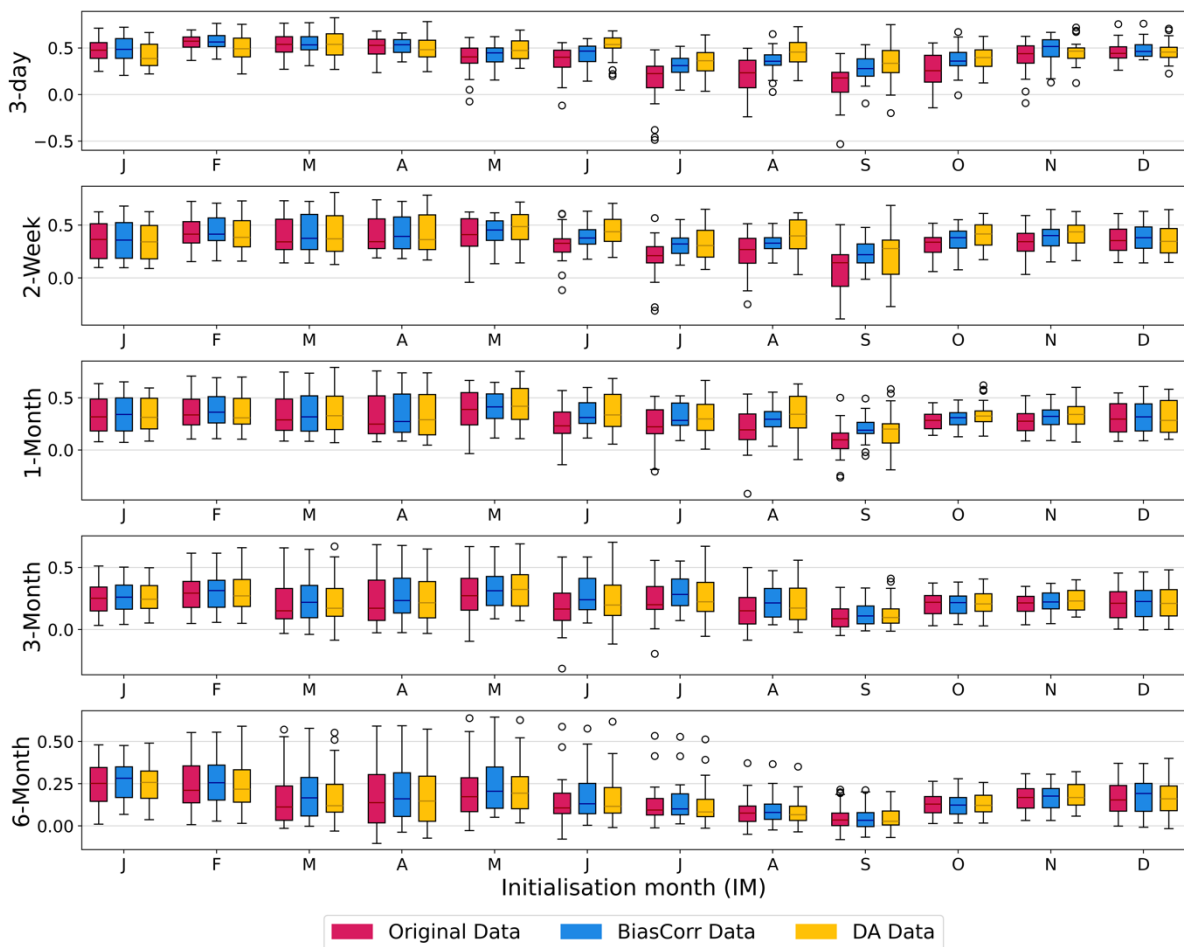 3-day
0.5
0.0
−0.5
J F M A M J J A S O N D
2-Week
0.5
0.0
J F M A M J J A S O N D
1-Month
0.5
0.0
J F M A M J J A S O N D
3-Month
0.5
0.0
J F M A M J J A S O N D
6-Month
0.50
0.25
0.00
J F M A M J J A S O N D
Initialisation month (IM)
Original Data BiasCorr Data DA Data